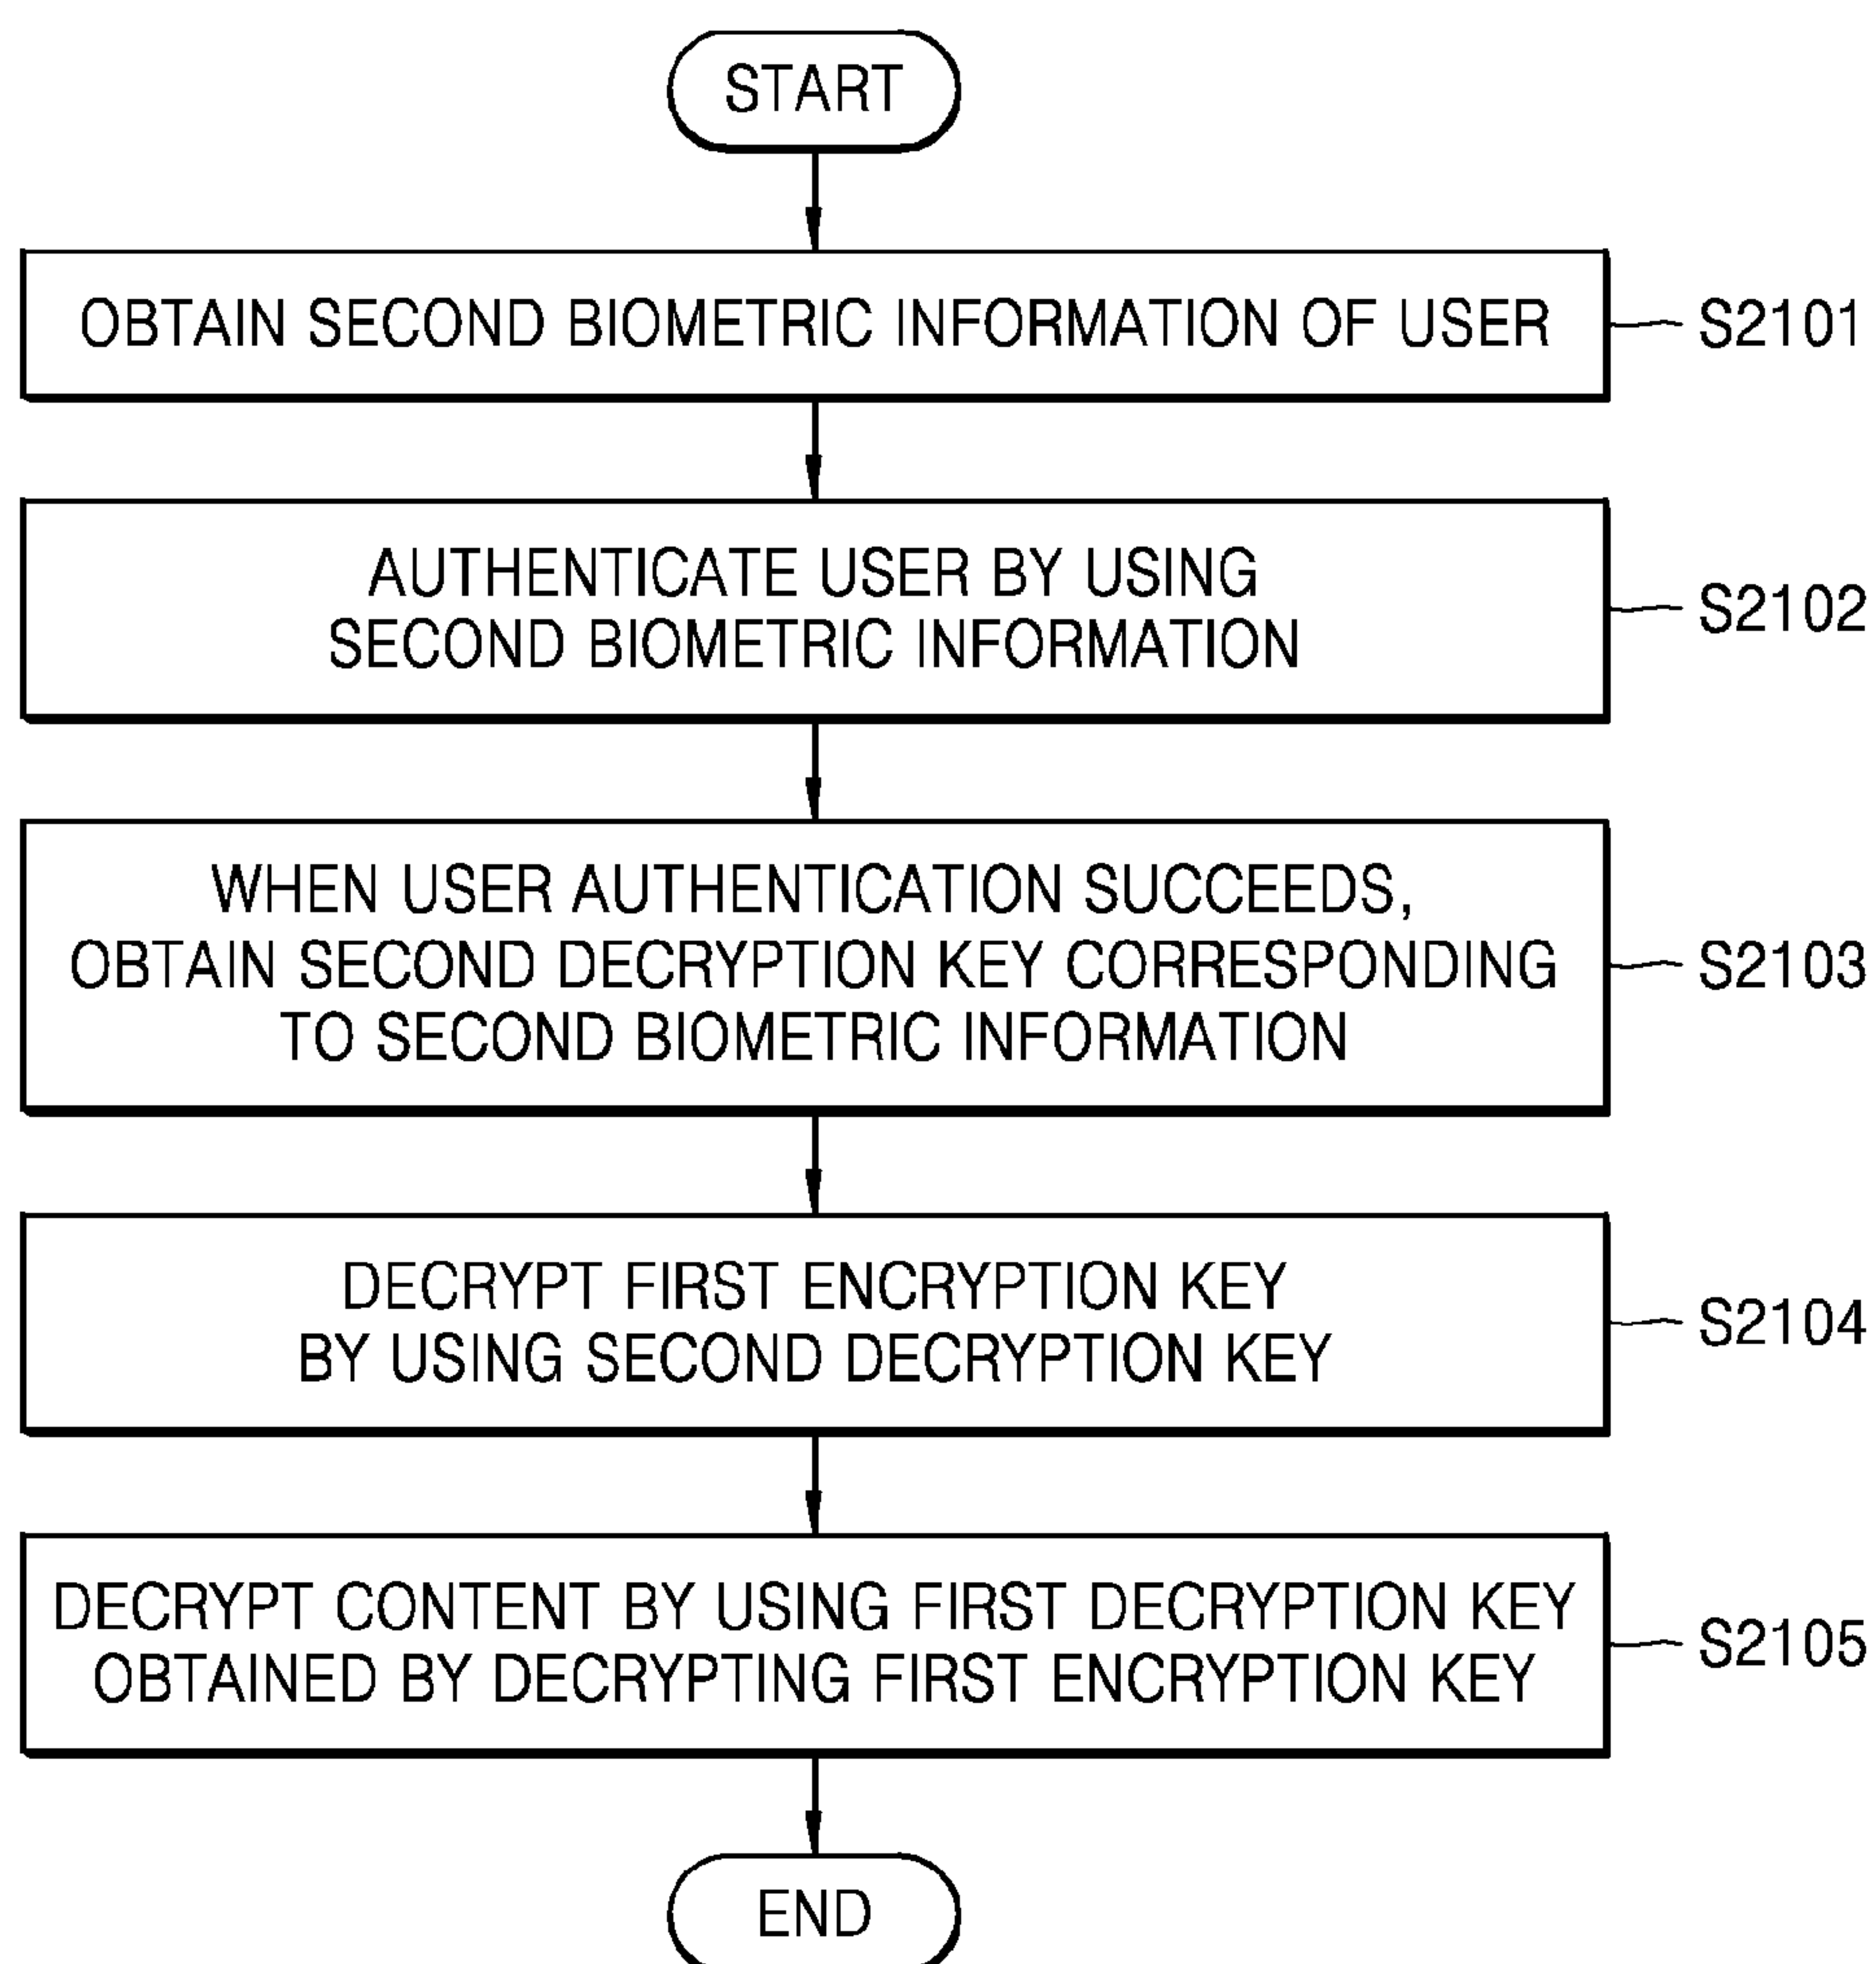 START
OBTAIN SECOND BIOMETRIC INFORMATION OF USER
S2101
AUTHENTICATE USER BY USING
SECOND BIOMETRIC INFORMATION
S2102
WHEN USER AUTHENTICATION SUCCEEDS,
OBTAIN SECOND DECRYPTION KEY CORRESPONDING
TO SECOND BIOMETRIC INFORMATION
S2103
DECRYPT FIRST ENCRYPTION KEY
BY USING SECOND DECRYPTION KEY
S2104
DECRYPT CONTENT BY USING FIRST DECRYPTION KEY
OBTAINED BY DECRYPTING FIRST ENCRYPTION KEY
S2105
END